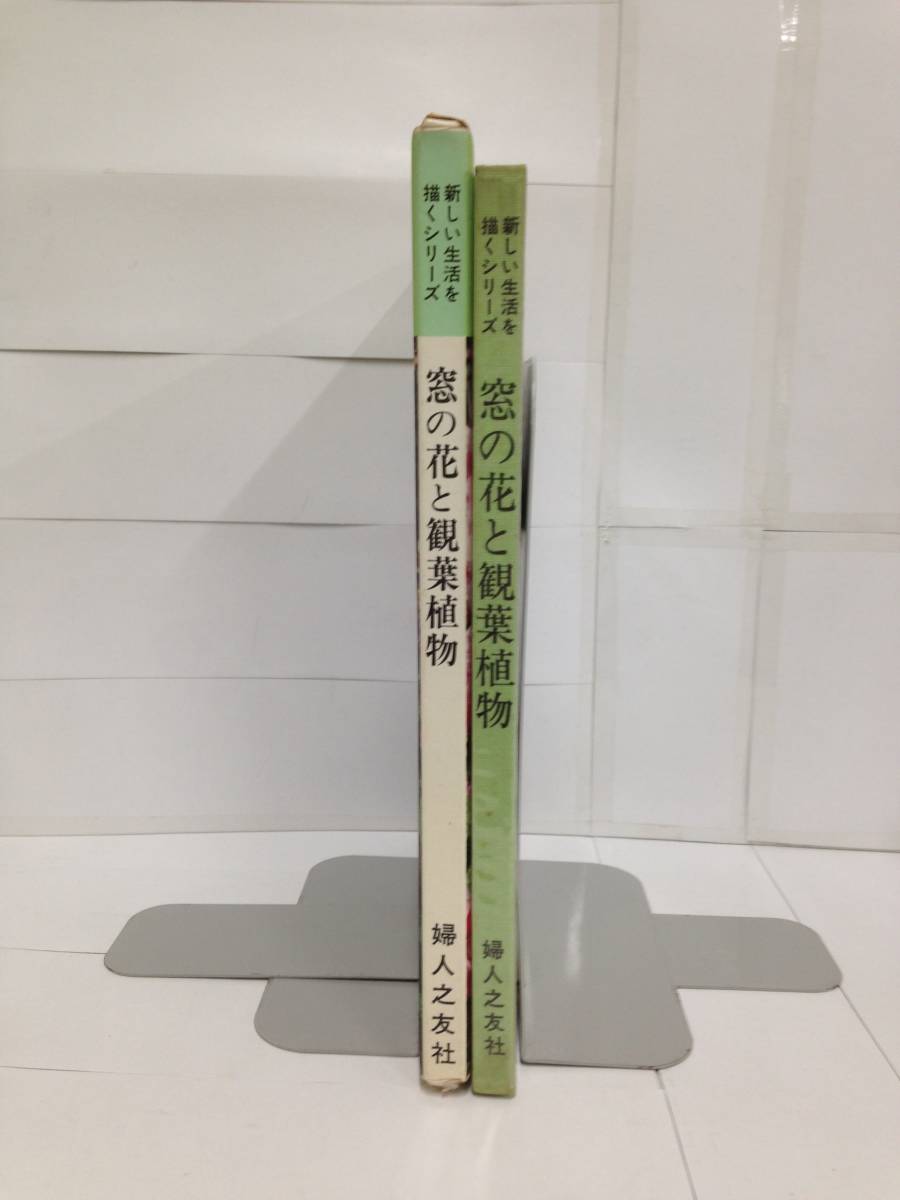 新しい生活を
描くシリーズ
窓の花と観葉植物
婦人之友社
新しい生活を
描くシリーズ
窓の花と観葉植物
婦人之友社